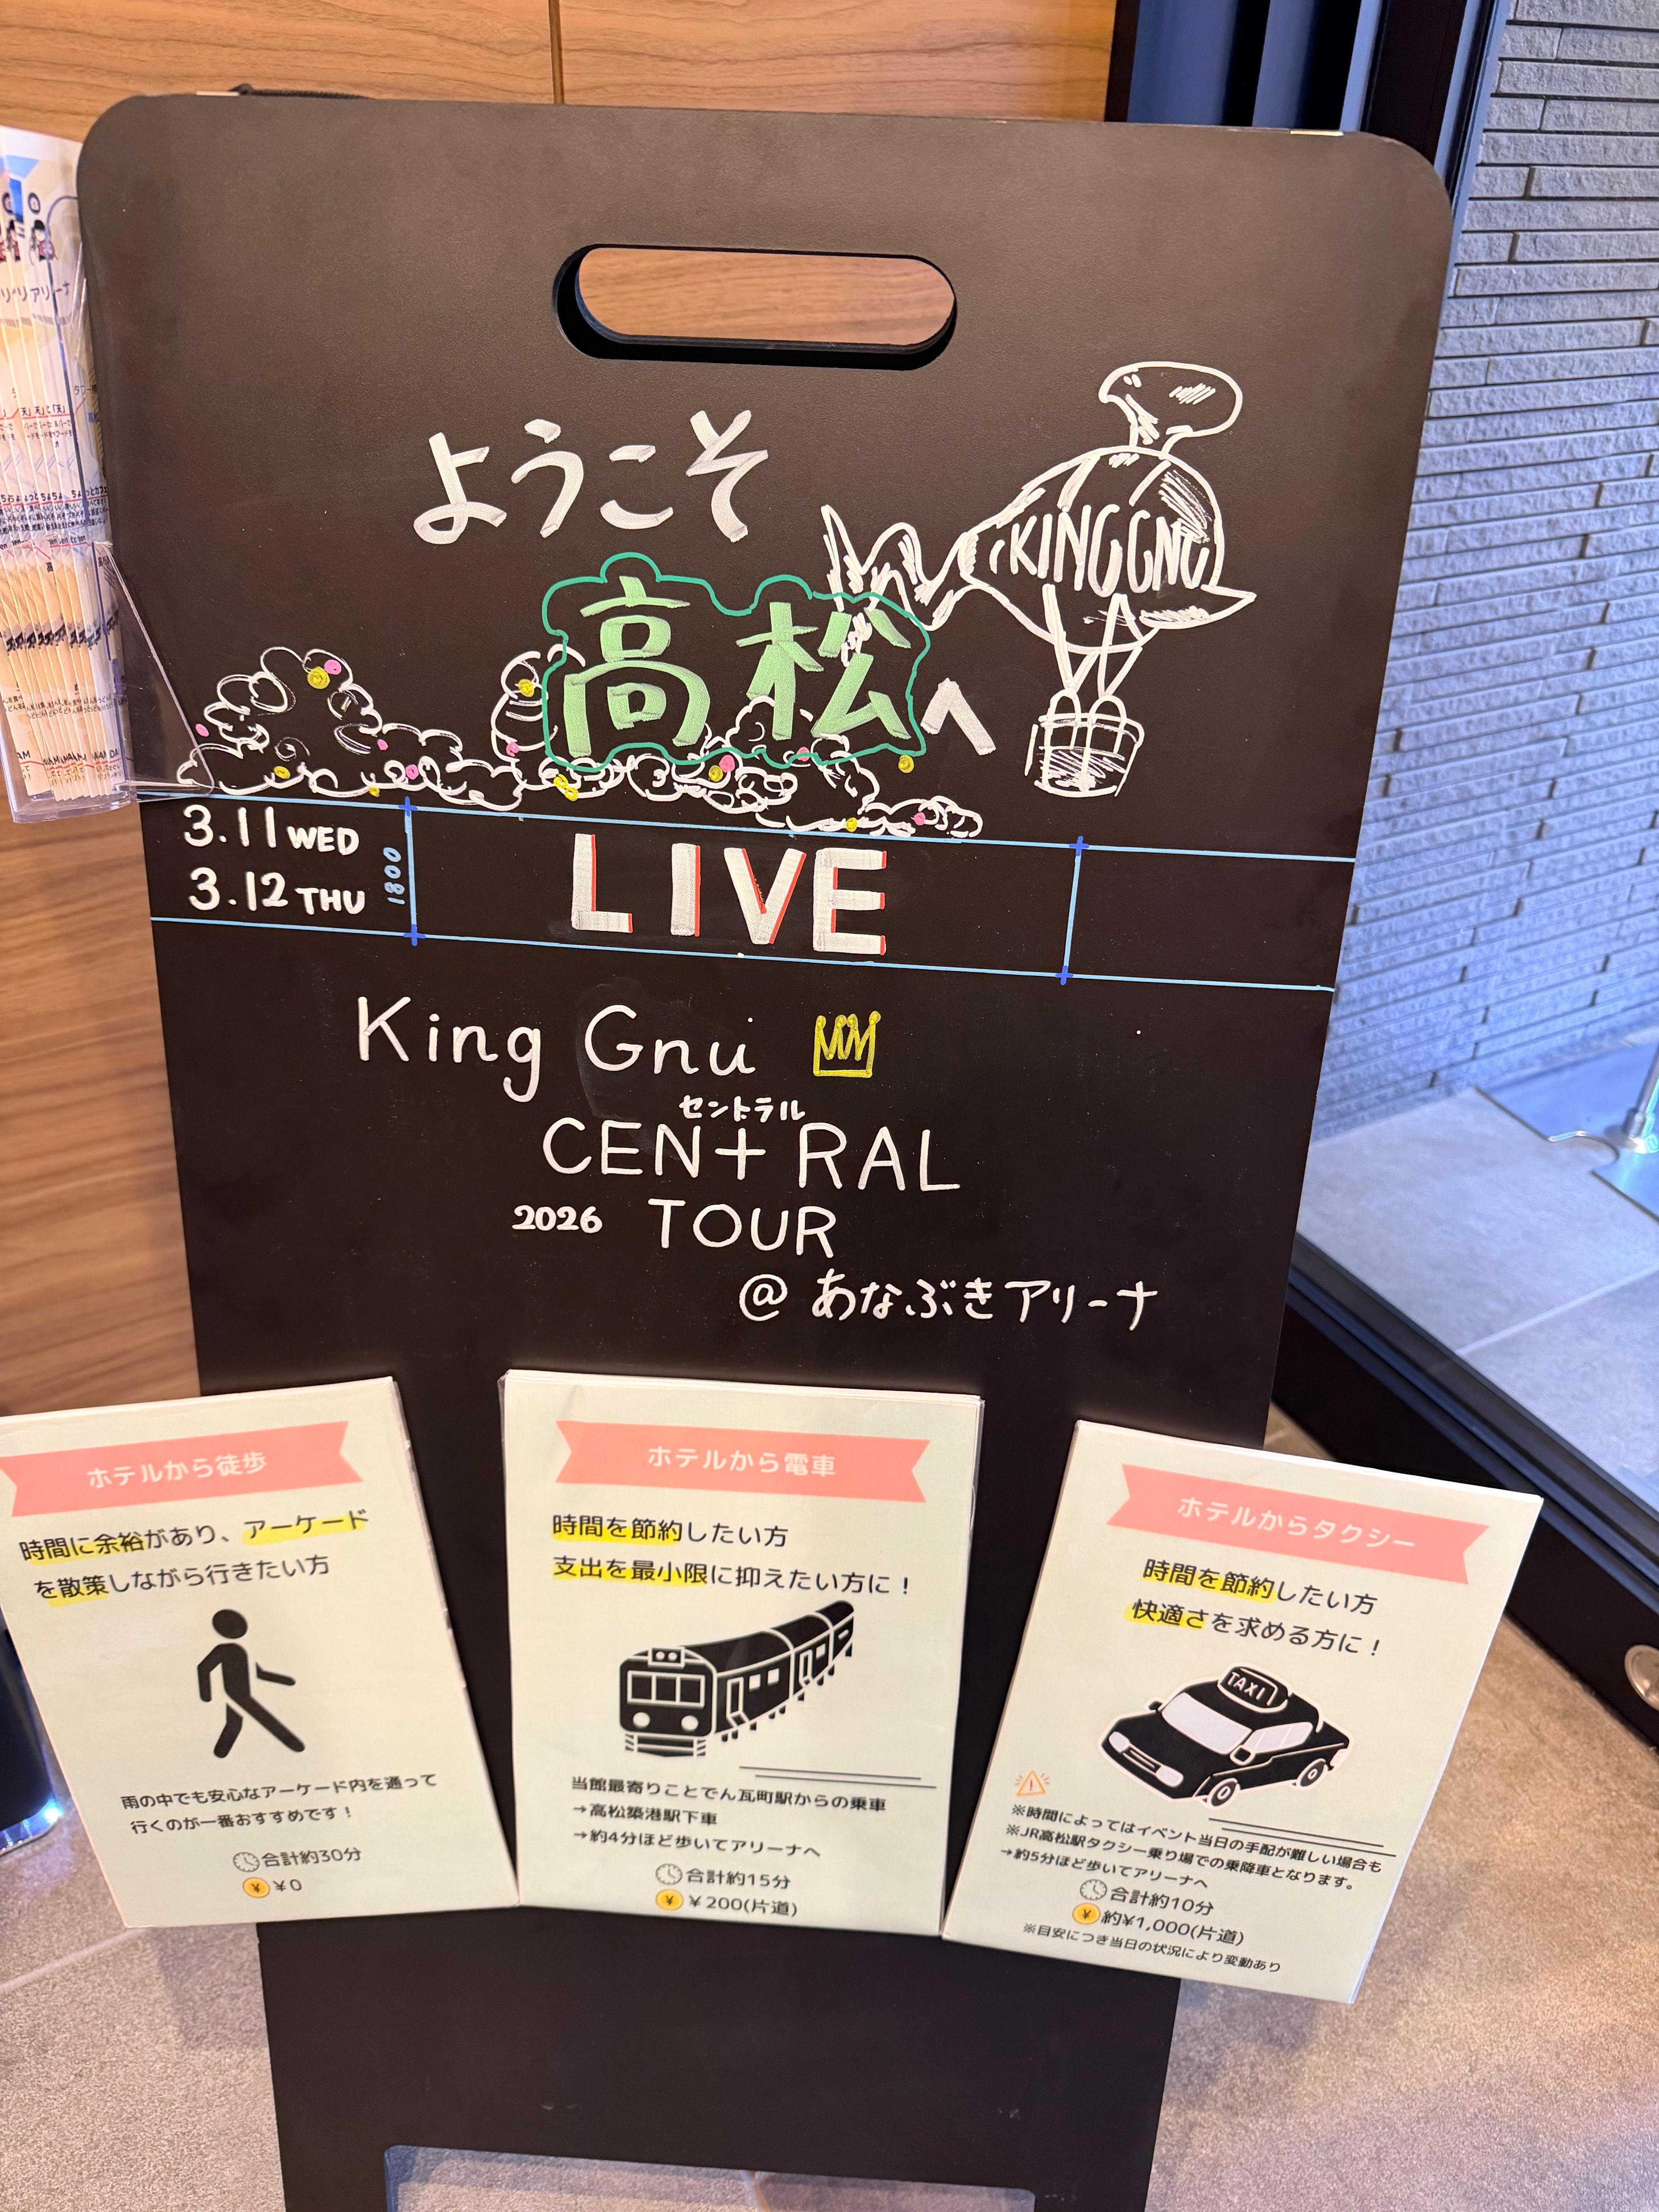 ようこそ
KING GNU
高松へ
3.11 WED
3.12 THU
1800
LIVE
King Gnu
セントラル
CEN+RAL
2026 TOUR
@ あなぶきアリーナ
ホテルから徒歩
時間に余裕があり、アーケード
を散策しながら行きたい方
雨の中でも安心なアーケード内を通って
行くのが一番おすすめです！
合計約30分
¥ ¥0
ホテルから電車
時間を節約したい方
支出を最小限に抑えたい方に！
当館最寄りことでん瓦町駅からの乗車
→高松築港駅下車
→約4分ほど歩いてアリーナへ
合計約15分
¥ ¥200(片道)
ホテルからタクシー
時間を節約したい方
快適さを求める方に！
TAXI
※時間によってはイベント当日の手配が難しい場合も
※JR高松駅タクシー乗り場での乗降車となります。
→約5分ほど歩いてアリーナへ
合計約10分
¥ 約¥1,000(片道)
※目安につき当日の状況により変動あり